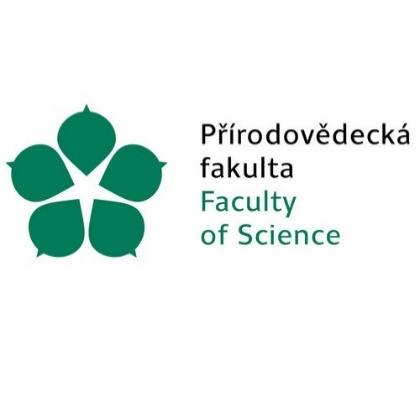 Přírodovědecká
fakulta
Faculty
of Science